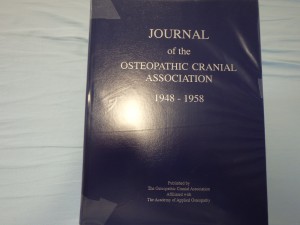 JOURNAL
of the
OSTEOPATHIC CRANIAL
ASSOCIATION
1948 - 1958
Published by
The Osteopathic Cranial Association
affiliated with
The Academy of Applied Osteopathy